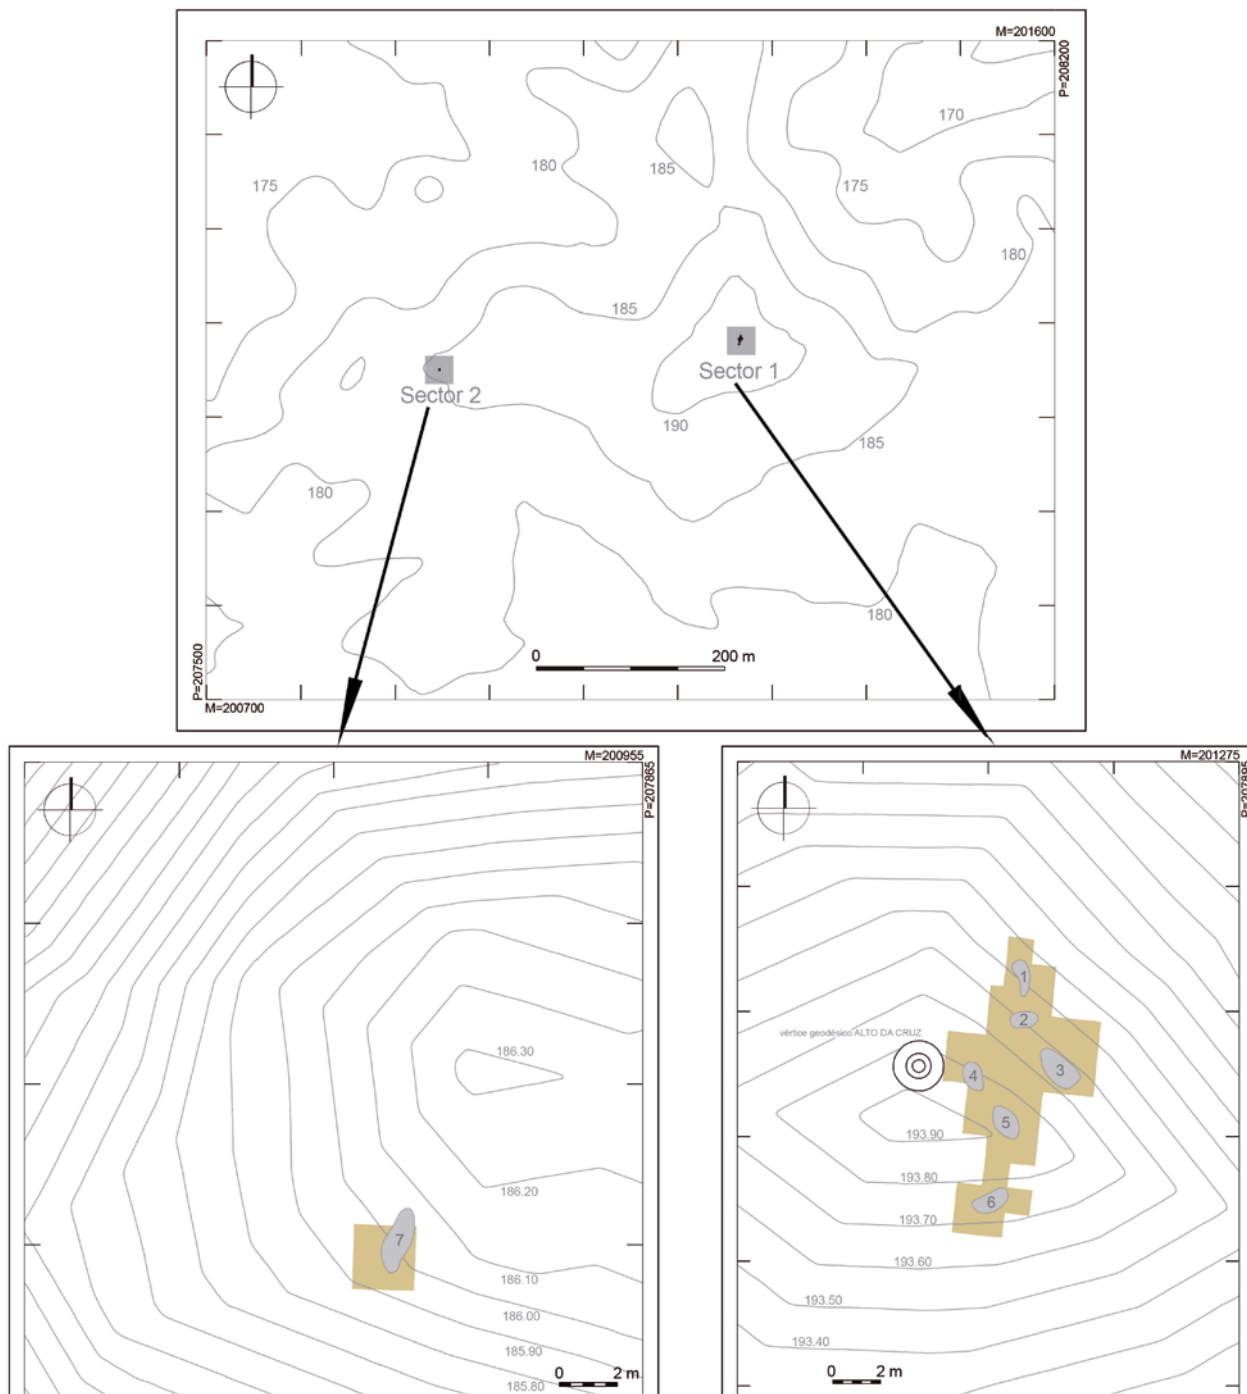 M=201600
P=208200
170
180
185
175
175
180
185
Sector 1
Sector 2
190
185
180
180
0 200 m
P=207500
M=200700
M=200955
P=207865
186.30
186.20
7
186.10
186.00
185.90
185.80
0 2 m
M=201275
P=207895
1
2
vértice geodésico ALTO DA CRUZ
3
4
5
193.90
193.80
6
193.70
193.60
193.50
193.40
0 2 m